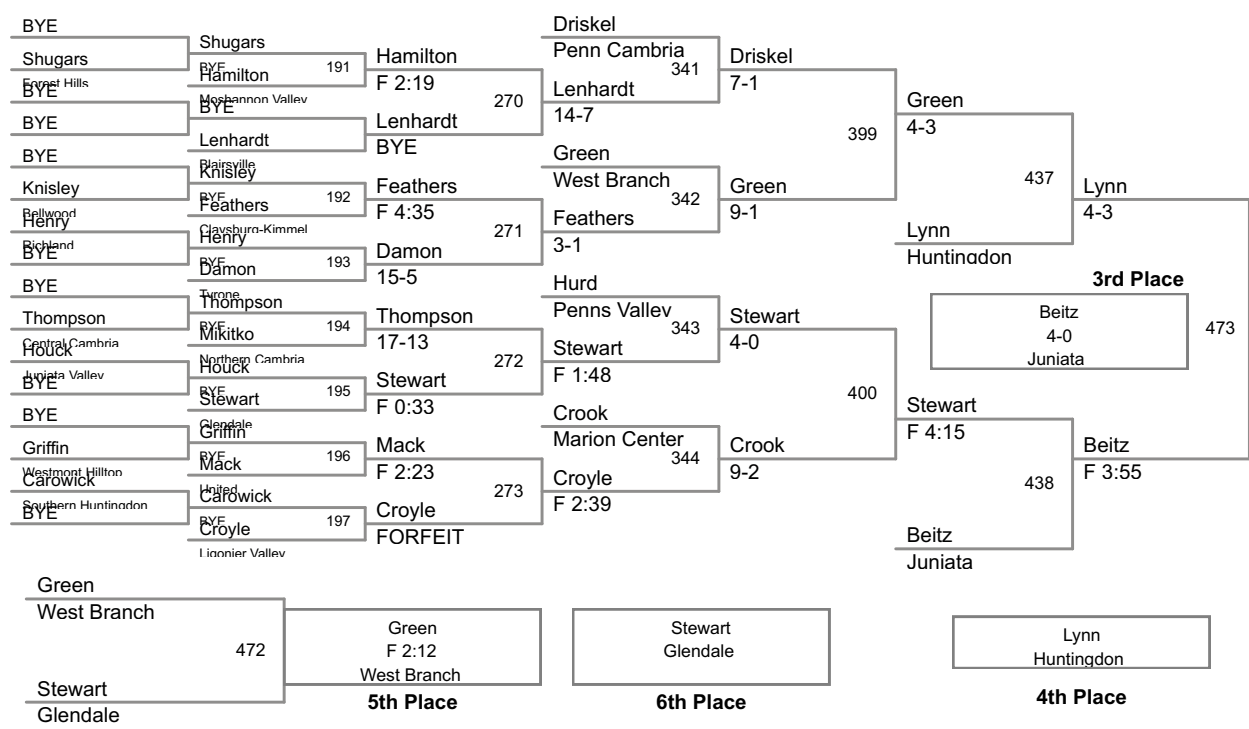 BYE
Shugars
Forest Hills
BYE
BYE
BYE
Knisley
Bellwood
Henry
Richland
BYE
BYE
Thompson
Central Cambria
Houck
Juniata Valley
BYE
BYE
Griffin
Westmont Hilltop
Carowick
Southern Huntingdon
BYE
Shugars
BYE
191
Hamilton
Moshannon Valley
BYE
Lenhardt
Blairsville
Knisley
BYE
192
Feathers
Claysburg-Kimmel
Henry
BYE
193
Damon
Tyrone
Thompson
BYE
194
Mikitko
Northern Cambria
Houck
BYE
195
Stewart
Glendale
Griffin
BYE
196
Mack
United
Carowick
BYE
197
Croyle
Ligonier Valley
Hamilton
F 2:19
270
Lenhardt
BYE
Feathers
F 4:35
271
Damon
15-5
Thompson
17-13
272
Stewart
F 0:33
Mack
F 2:23
273
Croyle
FORFEIT
Driskel
Penn Cambria
341
Lenhardt
14-7
Green
West Branch
342
Feathers
3-1
Hurd
Penns Valley
343
Stewart
F 1:48
Crook
Marion Center
344
Croyle
F 2:39
Driskel
7-1
399
Green
9-1
Stewart
4-0
400
Crook
9-2
Green
4-3
437
Lynn
Huntingdon
Stewart
F 4:15
438
Beitz
Juniata
Lynn
4-3
3rd Place
Beitz
4-0
Juniata
473
Beitz
F 3:55
Green
West Branch
472
Stewart
Glendale
Green
F 2:12
West Branch
5th Place
Stewart
Glendale
6th Place
Lynn
Huntingdon
4th Place